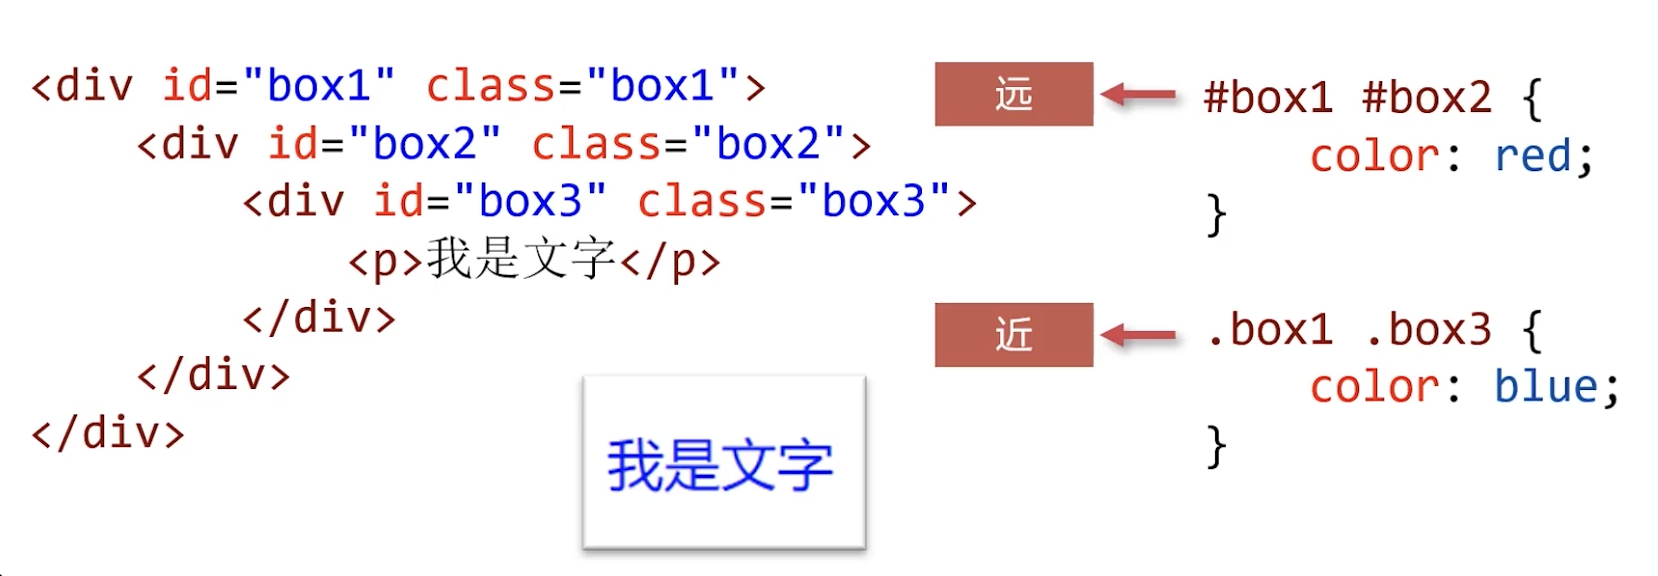 <div id="box1" class="box1">
<div id="box2" class="box2">
<div id="box3" class="box3">
<p>我是文字</p>
</div>
</div>
</div>
我是文字
远
#box1 #box2 {
color: red;
}
近
.box1 .box3 {
color: blue;
}